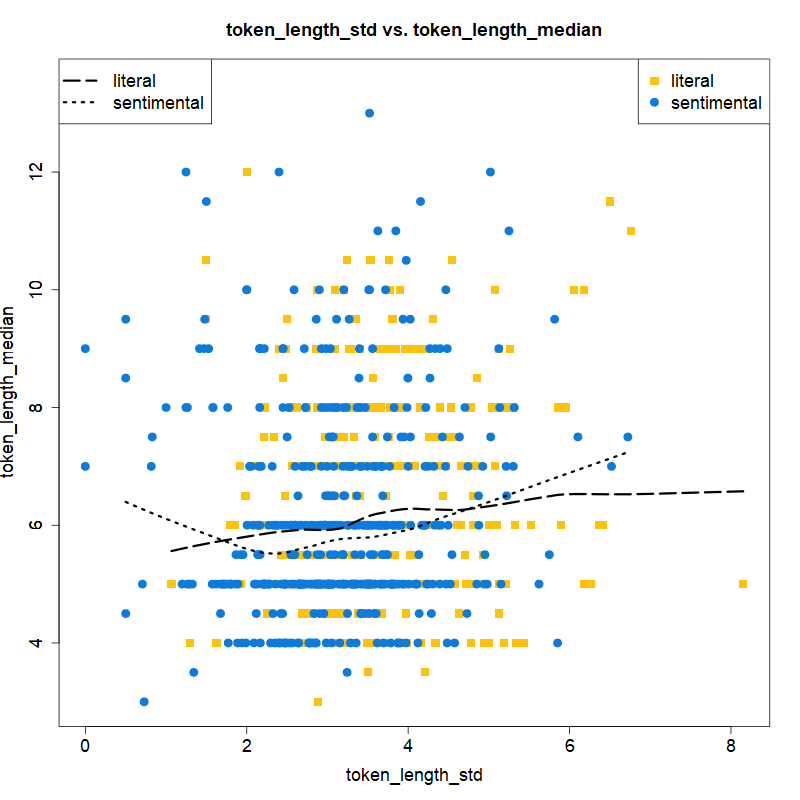 token_length_std vs. token_length_median
literal
sentimental
literal
sentimental
token_length_median
4
6
8
10
12
0
2
4
6
8
token_length_std